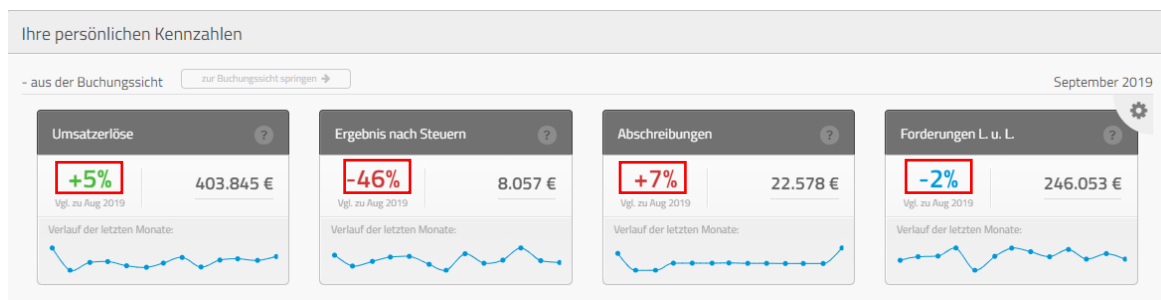 Ihre persönlichen Kennzahlen
- aus der Buchungssicht zur Buchungssicht springen → September 2019
Umsatzerlöse ? Ergebnis nach Steuern ? Abschreibungen ? Forderungen L. u. L. ?
+5% 403.845 € -46% 8.057 € +7% 22.578 € -2% 246.053 €
Vgl. zu Aug 2019 Vgl. zu Aug 2019 Vgl. zu Aug 2019 Vgl. zu Aug 2019
Verlauf der letzten Monate: Verlauf der letzten Monate: Verlauf der letzten Monate: Verlauf der letzten Monate: